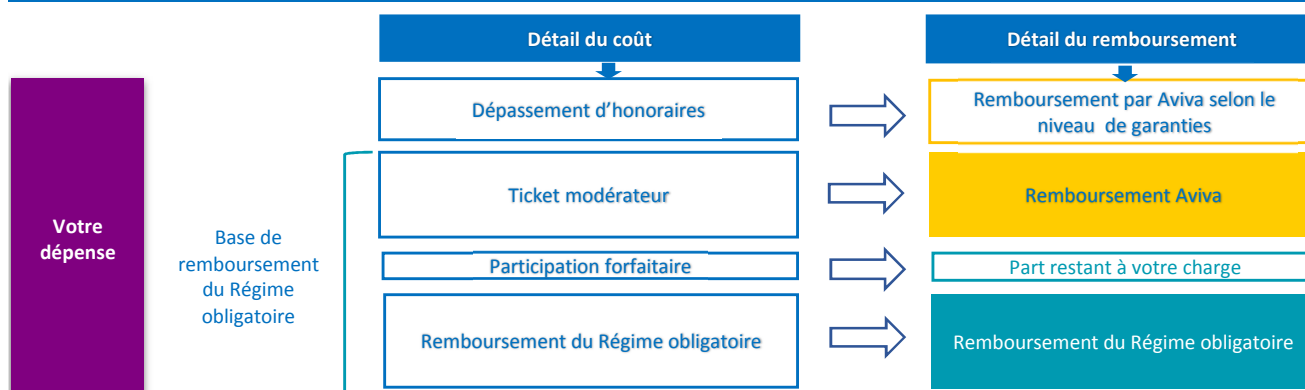 Détail du coût
Détail du remboursement
Dépassement d’honoraires
Remboursement par Aviva selon le
niveau de garanties
Votre
dépense
Base de
remboursement
du Régime
obligatoire
Ticket modérateur
Remboursement Aviva
Participation forfaitaire
Part restant à votre charge
Remboursement du Régime obligatoire
Remboursement du Régime obligatoire